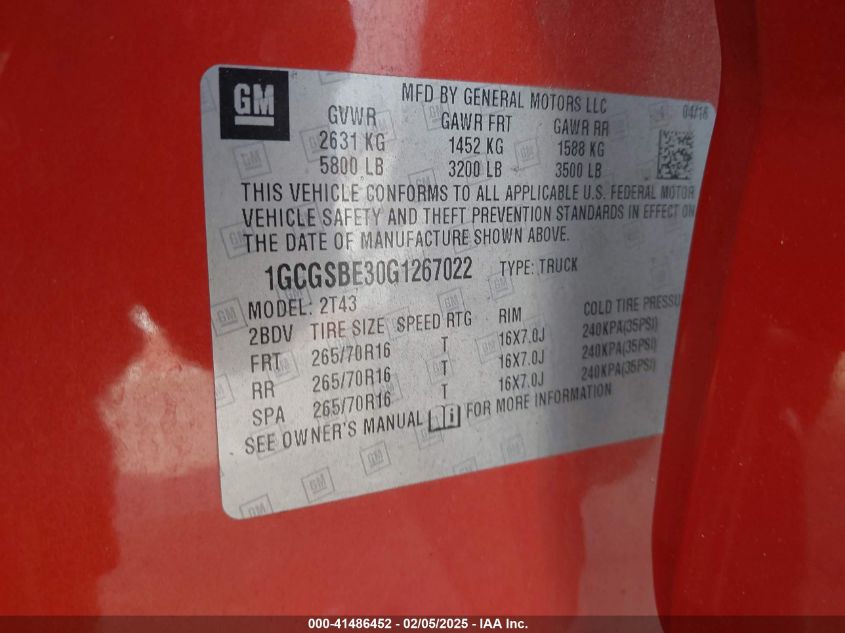 GM
MFD BY GENERAL MOTORS LLC
04/16
GVWR GAWR FRT GAWR RR
2631 KG 1452 KG 1588 KG
5800 LB 3200 LB 3500 LB
THIS VEHICLE CONFORMS TO ALL APPLICABLE U.S. FEDERAL MOTOR
VEHICLE SAFETY AND THEFT PREVENTION STANDARDS IN EFFECT ON
THE DATE OF MANUFACTURE SHOWN ABOVE.
1GCGSBE30G1267022 TYPE: TRUCK
MODEL: 2T43
2BDV TIRE SIZE SPEED RTG RIM COLD TIRE PRESSU
FRT 265/70R16 T 16X7.0J 240KPA(35PSI)
RR 265/70R16 T 16X7.0J 240KPA(35PSI)
SPA 265/70R16 T 16X7.0J 240KPA(35PSI)
SEE OWNER'S MANUAL i FOR MORE INFORMATION
000-41486452 - 02/05/2025 - IAA Inc.